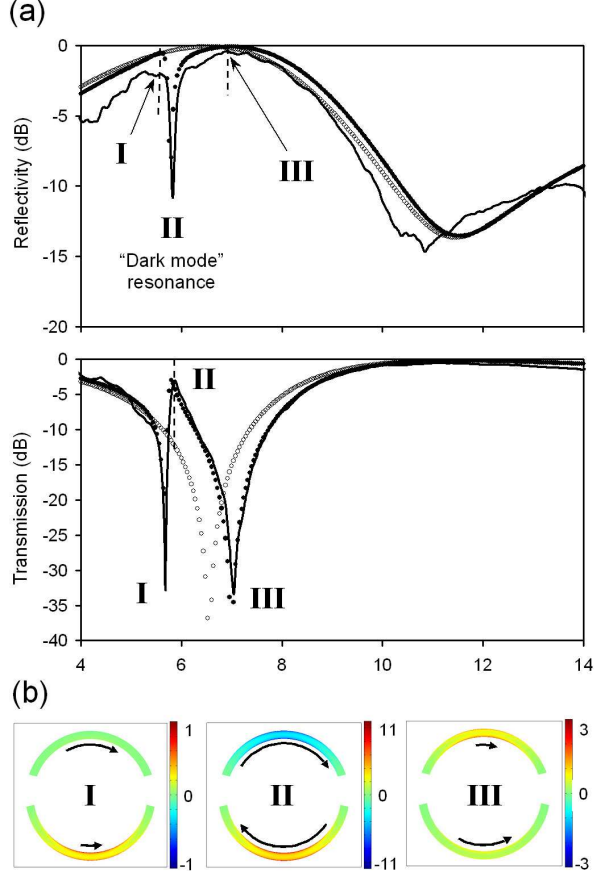 (a)
0
-5
-10
-15
-20
Reflectivity (dB)
I
II
III
“Dark mode”
resonance
0
-5
-10
-15
-20
-25
-30
-35
-40
Transmission (dB)
II
I
III
4 6 8 10 12 14
(b)
1 11 3
I 0 II 0 III 0
-1 -11 -3